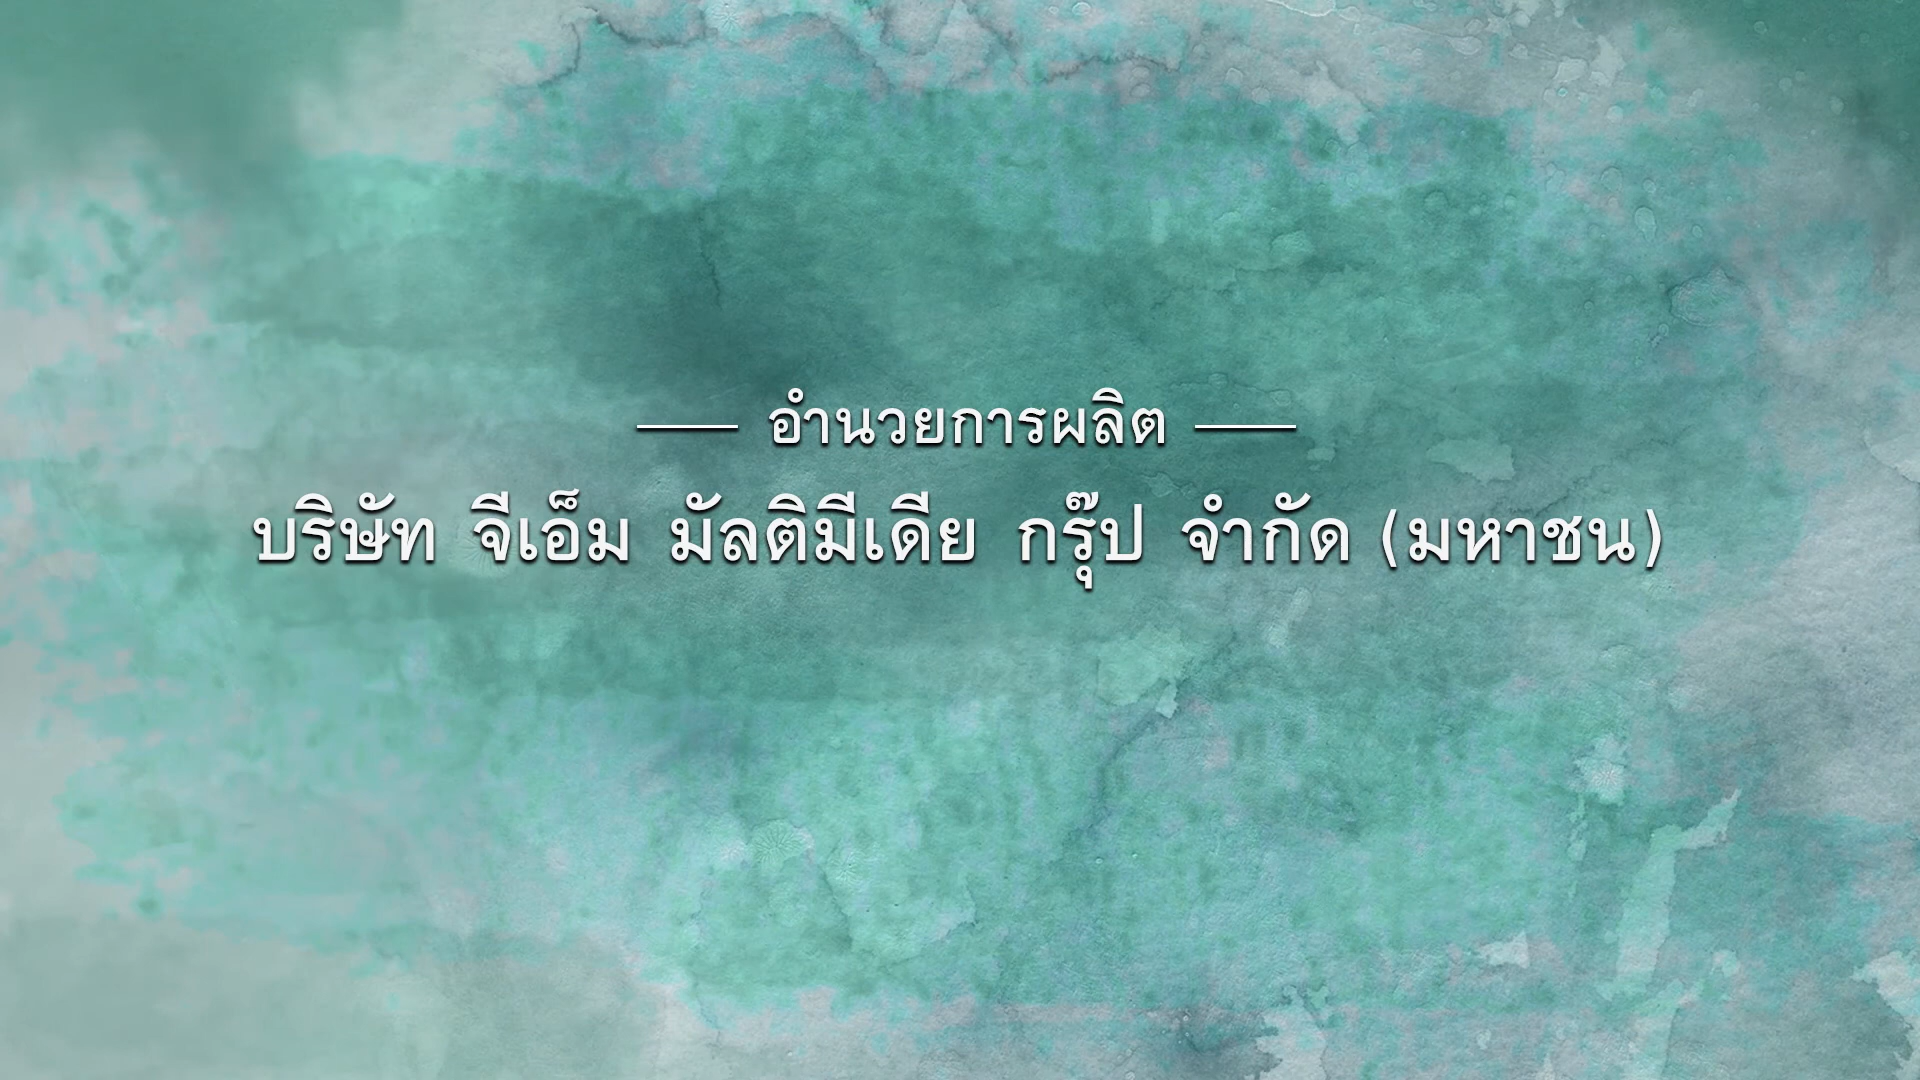 อำนวยการผลิต
บริษัท จีเอ็ม มัลติมีเดีย กรุ๊ป จำกัด (มหาชน)